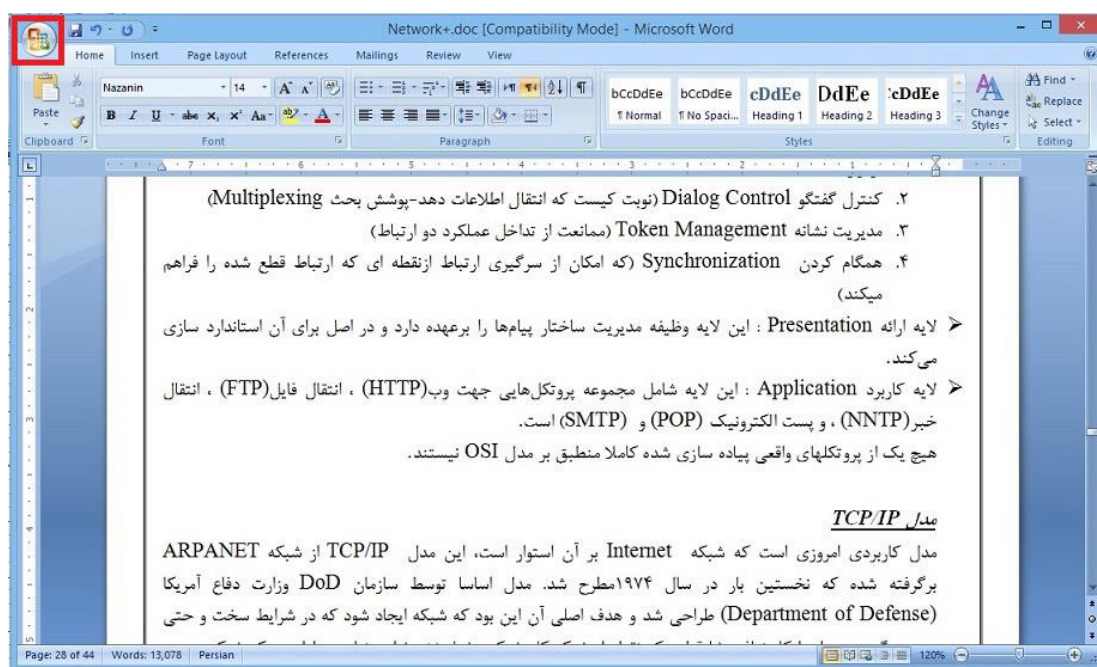 Network+.doc [Compatibility Mode] - Microsoft Word
Home Insert Page Layout References Mailings Review View
Paste
Clipboard
Nazanin 14
Font
Paragraph
bCcDdEe bCcDdEe cDdEe DdEe cDdEe
¶ Normal ¶ No Spaci... Heading 1 Heading 2 Heading 3
Change Styles
Styles
Find
Replace
Select
Editing
۲. کنترل گفتگو Dialog Control (نوبت کیست که انتقال اطلاعات دهد-پوشش بحث Multiplexing)
۳. مدیریت نشانه Token Management (ممانعت از تداخل عملکرد دو ارتباط)
۴. همگام کردن Synchronization (که امکان از سرگیری ارتباط ازنقطه ای که ارتباط قطع شده را فراهم
میکند)
➢ لایه ارائه Presentation : این لایه وظیفه مدیریت ساختار پیام‌ها را برعهده دارد و در اصل برای آن استاندارد سازی
می‌کند.
➢ لایه کاربرد Application : این لایه شامل مجموعه پروتکل‌هایی جهت وب(HTTP) ، انتقال فایل(FTP) ، انتقال
خبر(NNTP) ، و پست الکترونیک (POP) و (SMTP) است.
هیچ یک از پروتکلهای واقعی پیاده سازی شده کاملا منطبق بر مدل OSI نیستند.
مدل TCP/IP
مدل کاربردی امروزی است که شبکه Internet بر آن استوار است، این مدل TCP/IP از شبکه ARPANET
برگرفته شده که نخستین بار در سال ۱۹۷۴مطرح شد. مدل اساسا توسط سازمان DoD وزارت دفاع آمریکا
(Department of Defense) طراحی شد و هدف اصلی آن این بود که شبکه ایجاد شود که در شرایط سخت و حتی
Page: 28 of 44 Words: 13,078 Persian 120%